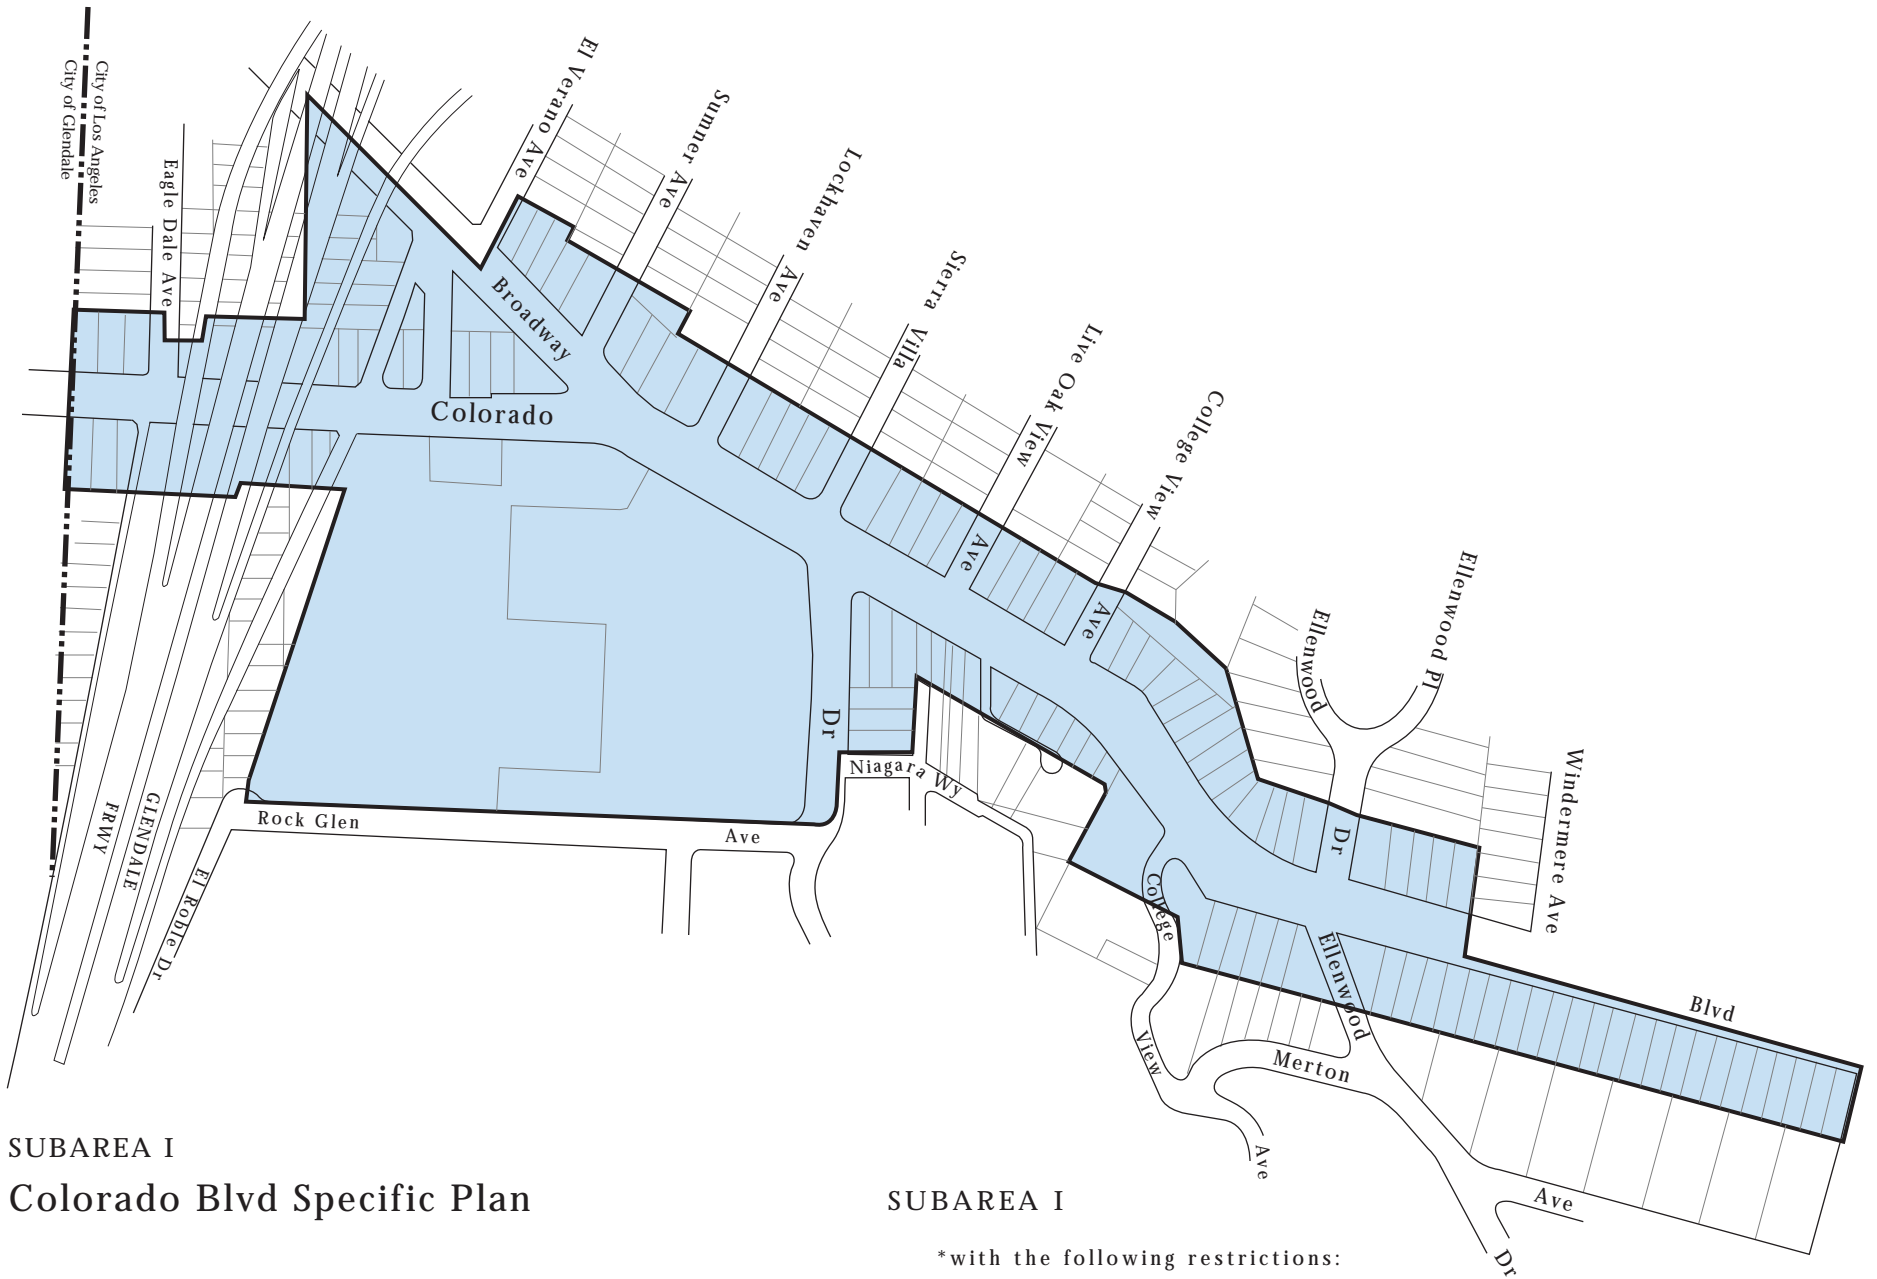 City of Los Angeles
City of Glendale
Eagle Dale Ave
El Verano Ave
Sumner Ave
Lockhaven Ave
Sierra Villa
Ave
Live Oak View
Ave
College View
Ave
Broadway
Colorado
Ellenwood
Dr
Ellenwood Pl
Windermere Ave
Dr
Niagara Wy
Rock Glen Ave
GLENDALE
FRWY
El Roble Dr
College
View
Ave
Ellenwood
Dr
Merton
Ave
Blvd
SUBAREA I
Colorado Blvd Specific Plan
SUBAREA I
*with the following restrictions: